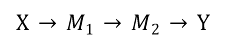 X → M₁ → M₂ → Y